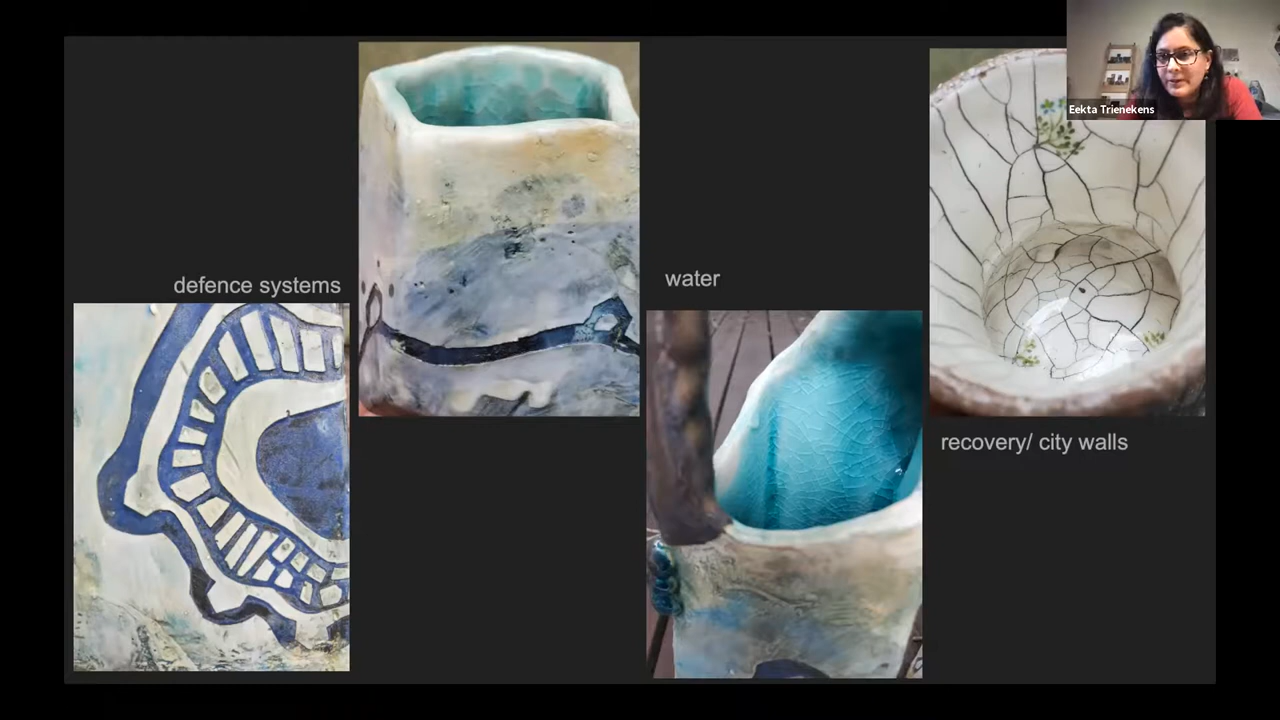 Eekta Trienekens
defence systems
water
recovery/ city walls